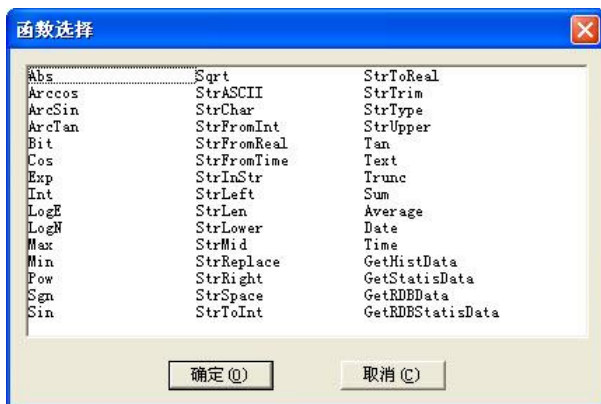 函数选择
Abs Sqrt StrToReal
Arccos StrASCII StrTrim
ArcSin StrChar StrType
ArcTan StrFromInt StrUpper
Bit StrFromReal Tan
Cos StrFromTime Text
Exp StrInStr Trunc
Int StrLeft Sum
LogE StrLen Average
LogN StrLower Date
Max StrMid Time
Min StrReplace GetHistData
Pow StrRight GetStatisData
Sgn StrSpace GetRDBData
Sin StrToInt GetRDBStatisData
确定(O) 取消(C)